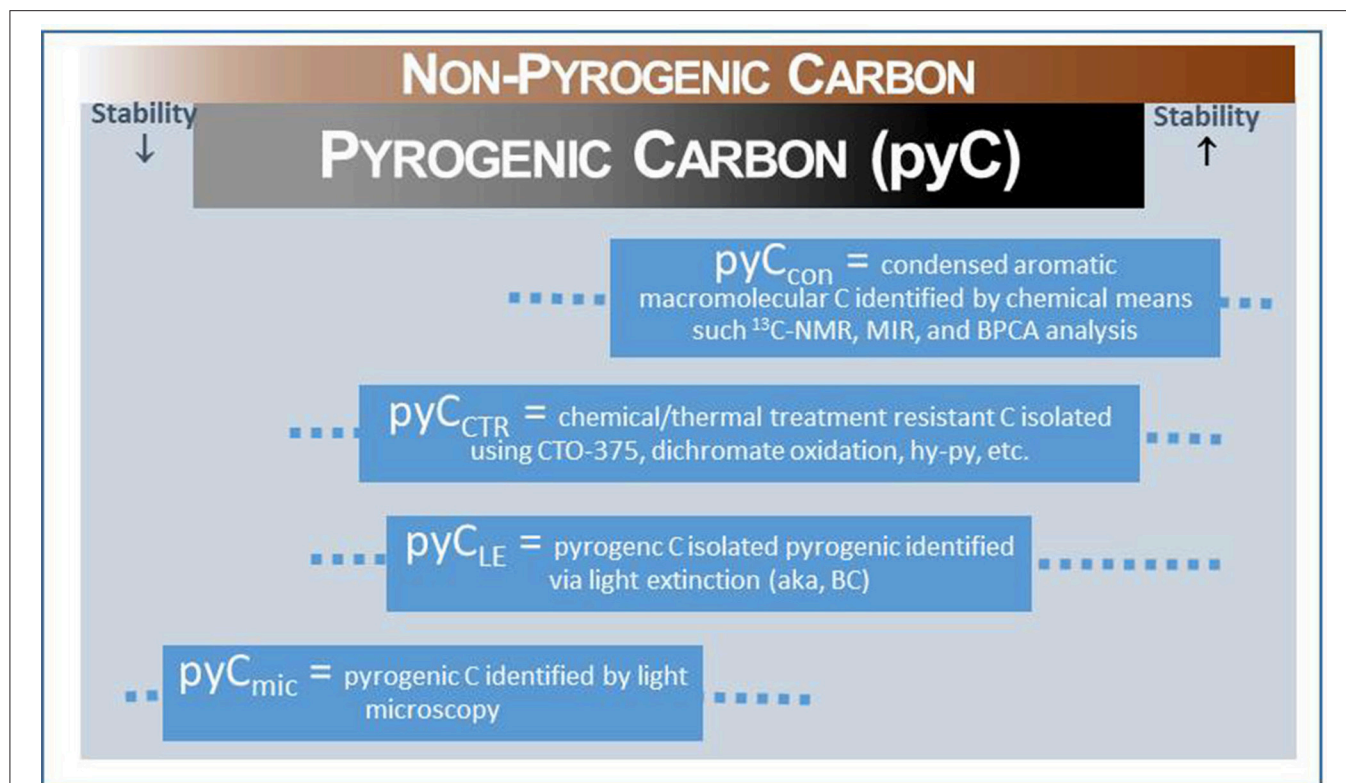 NON-PYROGENIC CARBON
Stability
↓
PYROGENIC CARBON (pyC)
Stability
↑
pyCcon = condensed aromatic
macromolecular C identified by chemical means
such ¹³C-NMR, MIR, and BPCA analysis
pyCCTR = chemical/thermal treatment resistant C isolated
using CTO-375, dichromate oxidation, hy-py, etc.
pyCLE = pyrogenc C isolated pyrogenic identified
via light extinction (aka, BC)
pyCmic = pyrogenic C identified by light
microscopy